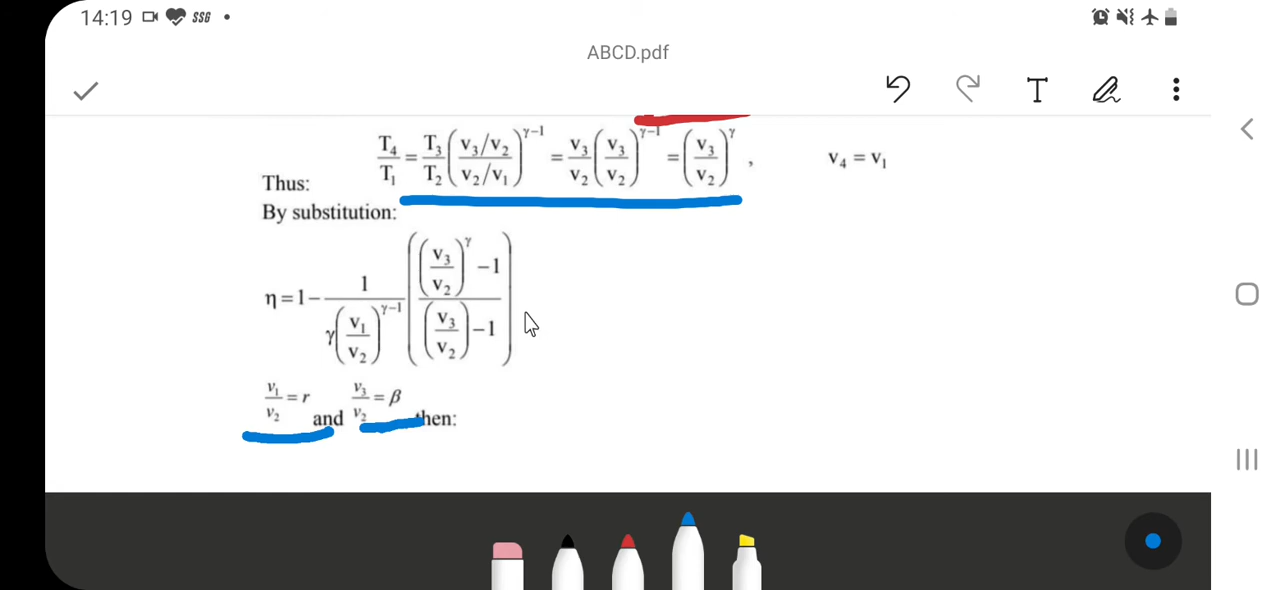 14:19 SSG
ABCD.pdf
T
T₄/T₁ = T₃/T₂ ((v₃/v₂)/(v₂/v₁))^(γ−1) = v₃/v₂ (v₃/v₂)^(γ−1) = (v₃/v₂)^γ , v₄ = v₁
Thus:
By substitution:
η = 1 − 1/(γ(v₁/v₂)^(γ−1)) (((v₃/v₂)^γ − 1)/((v₃/v₂) − 1))
v₁/v₂ = r and v₃/v₂ = β then: